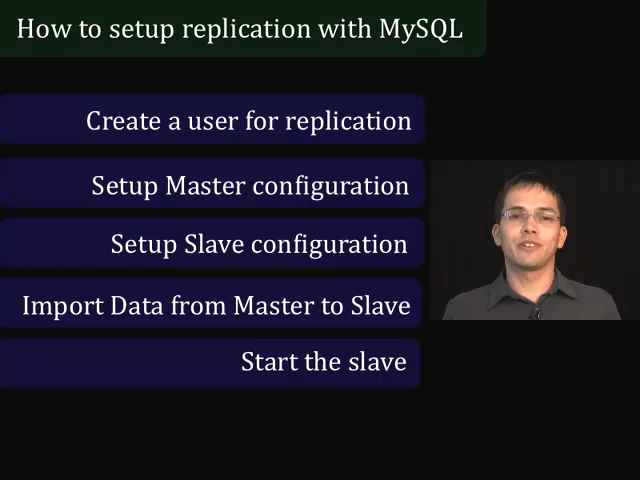 How to setup replication with MySQL
Create a user for replication
Setup Master configuration
Setup Slave configuration
Import Data from Master to Slave
Start the slave